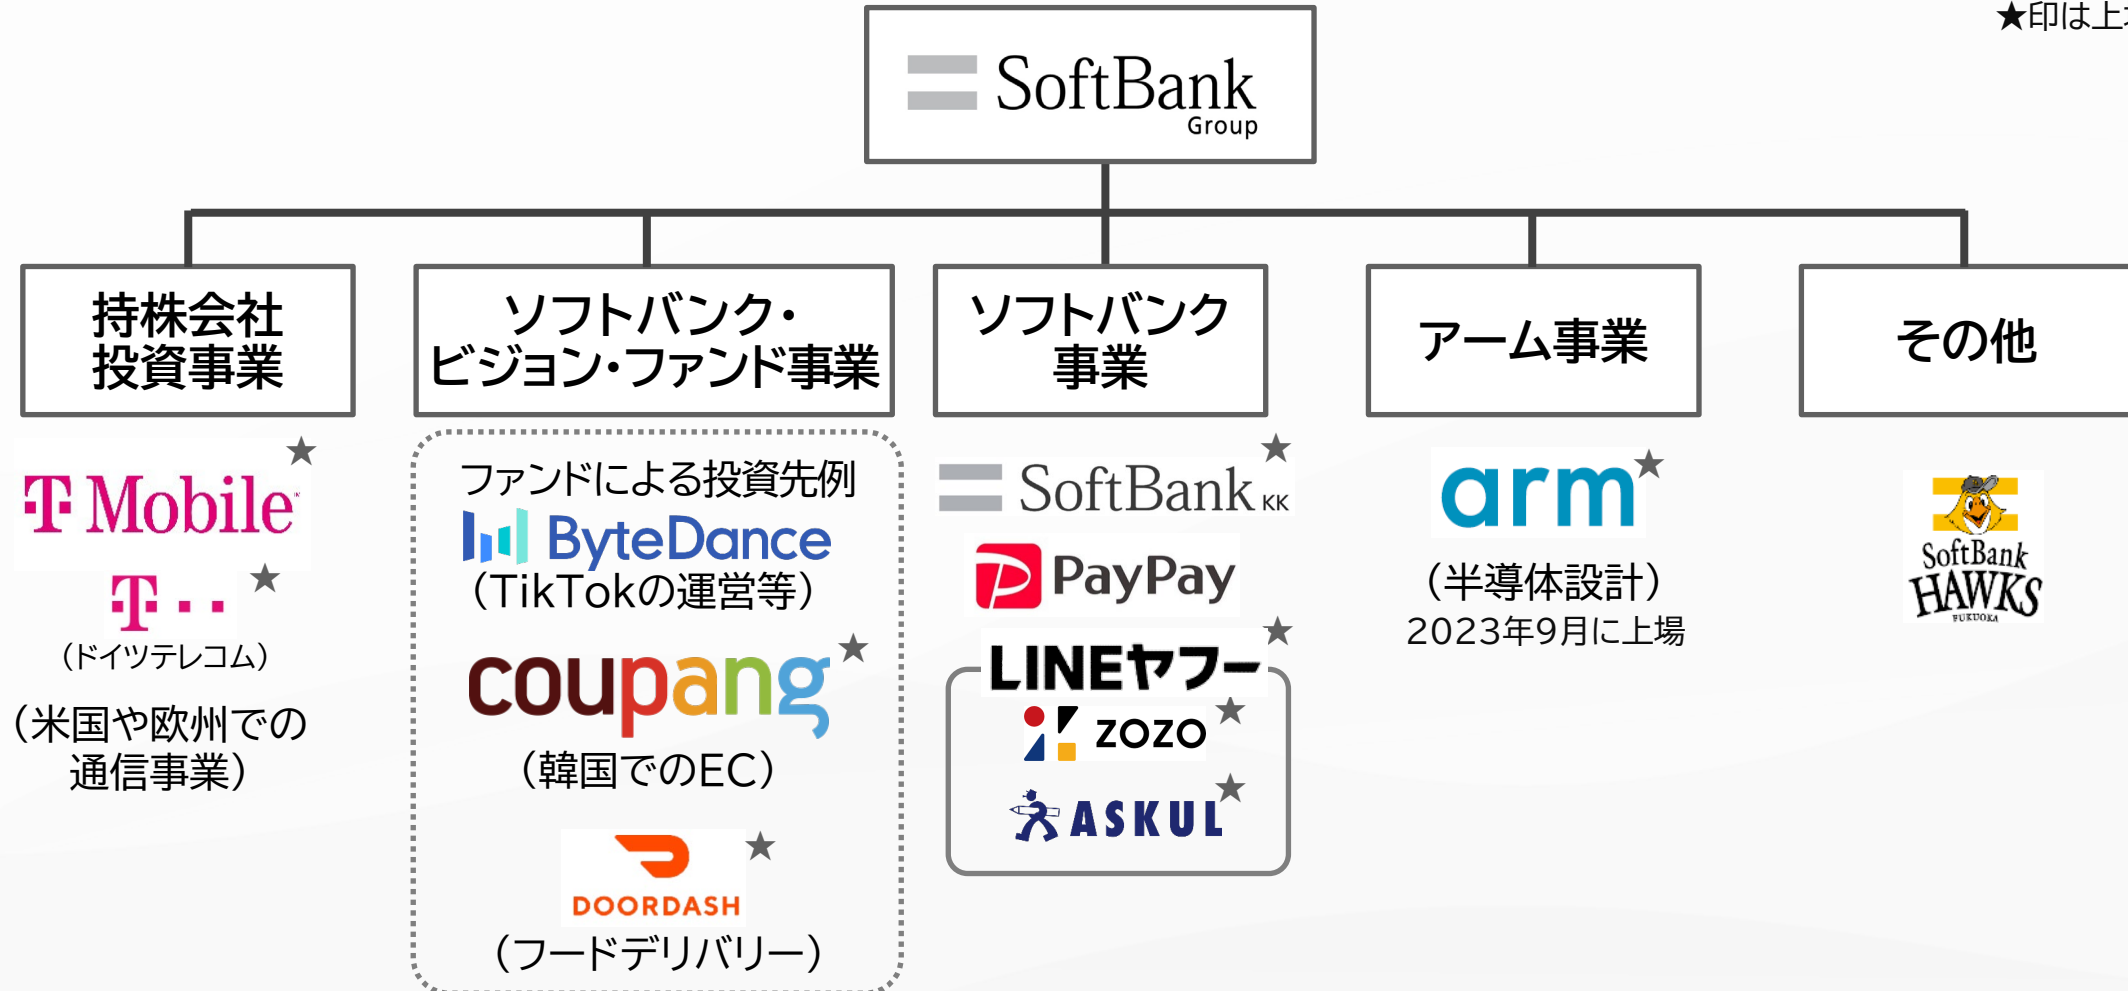 ★印は上
SoftBank
Group
持株会社
投資事業
ソフトバンク・
ビジョン・ファンド事業
ソフトバンク
事業
アーム事業
その他
★
T Mobile
★
T
(ドイツテレコム)
(米国や欧州での
通信事業)
ファンドによる投資先例
ByteDance
(TikTokの運営等)
coupang★
(韓国でのEC)
★
DOORDASH
(フードデリバリー)
★
SoftBank KK
PayPay
★
LINEヤフー
ZOZO★
ASKUL★
arm★
(半導体設計)
2023年9月に上場
SoftBank
HAWKS
FUKUOKA